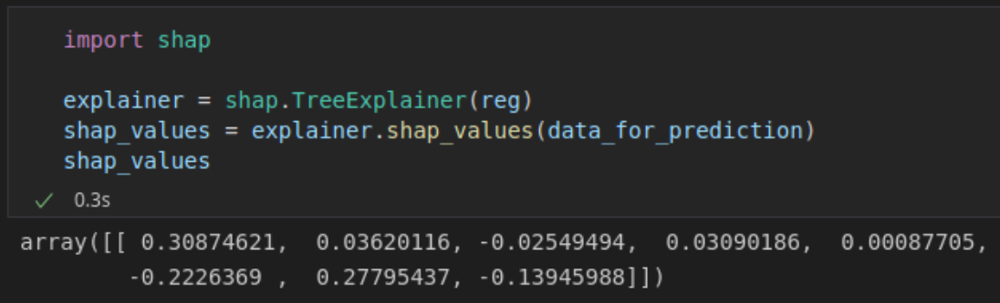 import shap
explainer = shap.TreeExplainer(reg)
shap_values = explainer.shap_values(data_for_prediction)
shap_values
✓ 0.3s
array([[ 0.30874621,  0.03620116, -0.02549494,  0.03090186,  0.00087705,
-0.2226369 ,  0.27795437, -0.13945988]])